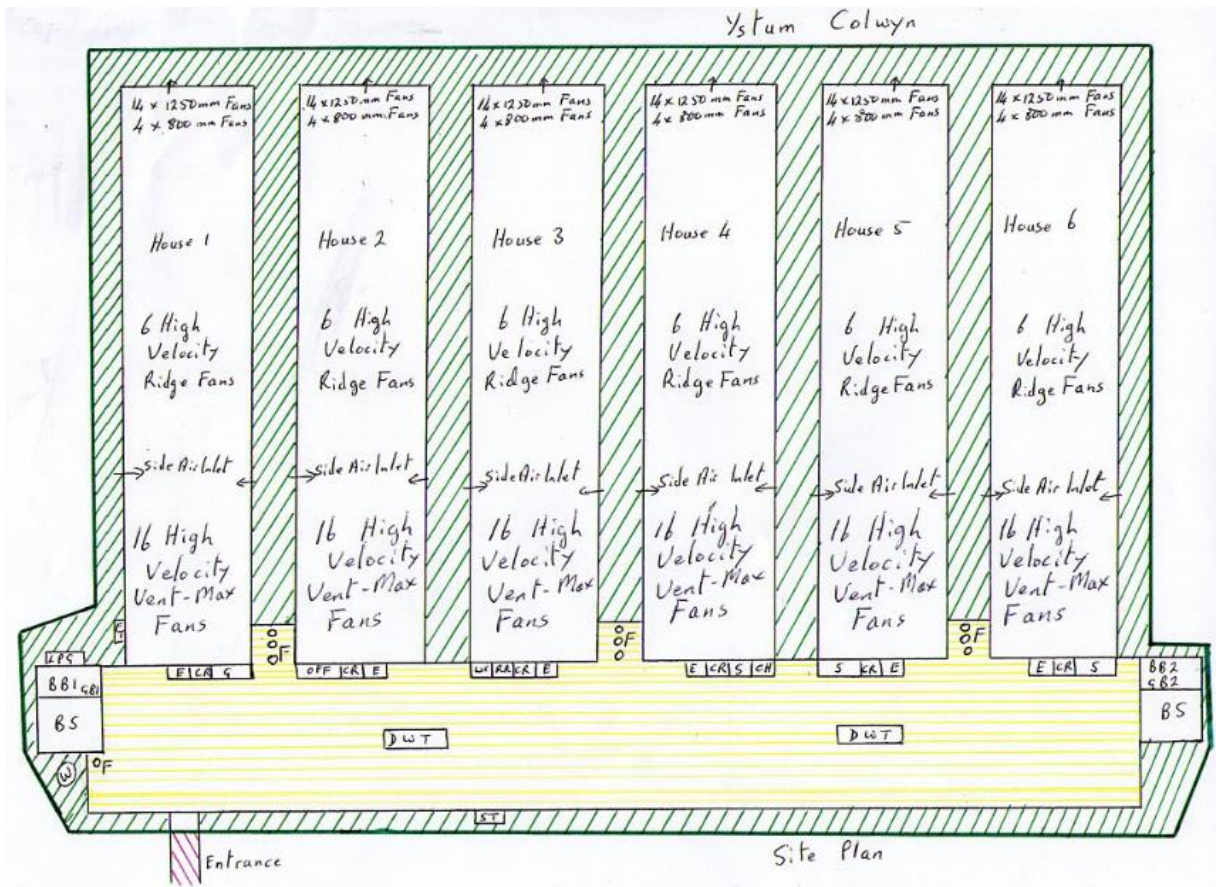 Ystum Colwyn
14 x 1250mm Fans
4 x 800mm Fans
14 x 1250mm Fans
4 x 800mm Fans
14 x 1250mm Fans
4 x 800mm Fans
14 x 1250mm Fans
4 x 800mm Fans
14 x 1250mm Fans
4 x 800mm Fans
14 x 1250mm Fans
4 x 800mm Fans
House 1
House 2
House 3
House 4
House 5
House 6
6 High
Velocity
Ridge Fans
6 High
Velocity
Ridge Fans
6 High
Velocity
Ridge Fans
6 High
Velocity
Ridge Fans
6 High
Velocity
Ridge Fans
6 High
Velocity
Ridge Fans
Side Air Inlet
Side Air Inlet
Side Air Inlet
Side Air Inlet
Side Air Inlet
Side Air Inlet
16 High
Velocity
Vent-Max
Fans
16 High
Velocity
Vent-Max
Fans
16 High
Velocity
Vent-Max
Fans
16 High
Velocity
Vent-Max
Fans
16 High
Velocity
Vent-Max
Fans
16 High
Velocity
Vent-Max
Fans
F
F
F
LPG
BB1 GB1
BS
E CR G
OFF CR E
WC RR CR E
E CR S CH
S CR E
E CR S
BB2
GB2
BS
DWT
DWT
F
W
ST
Entrance
Site Plan